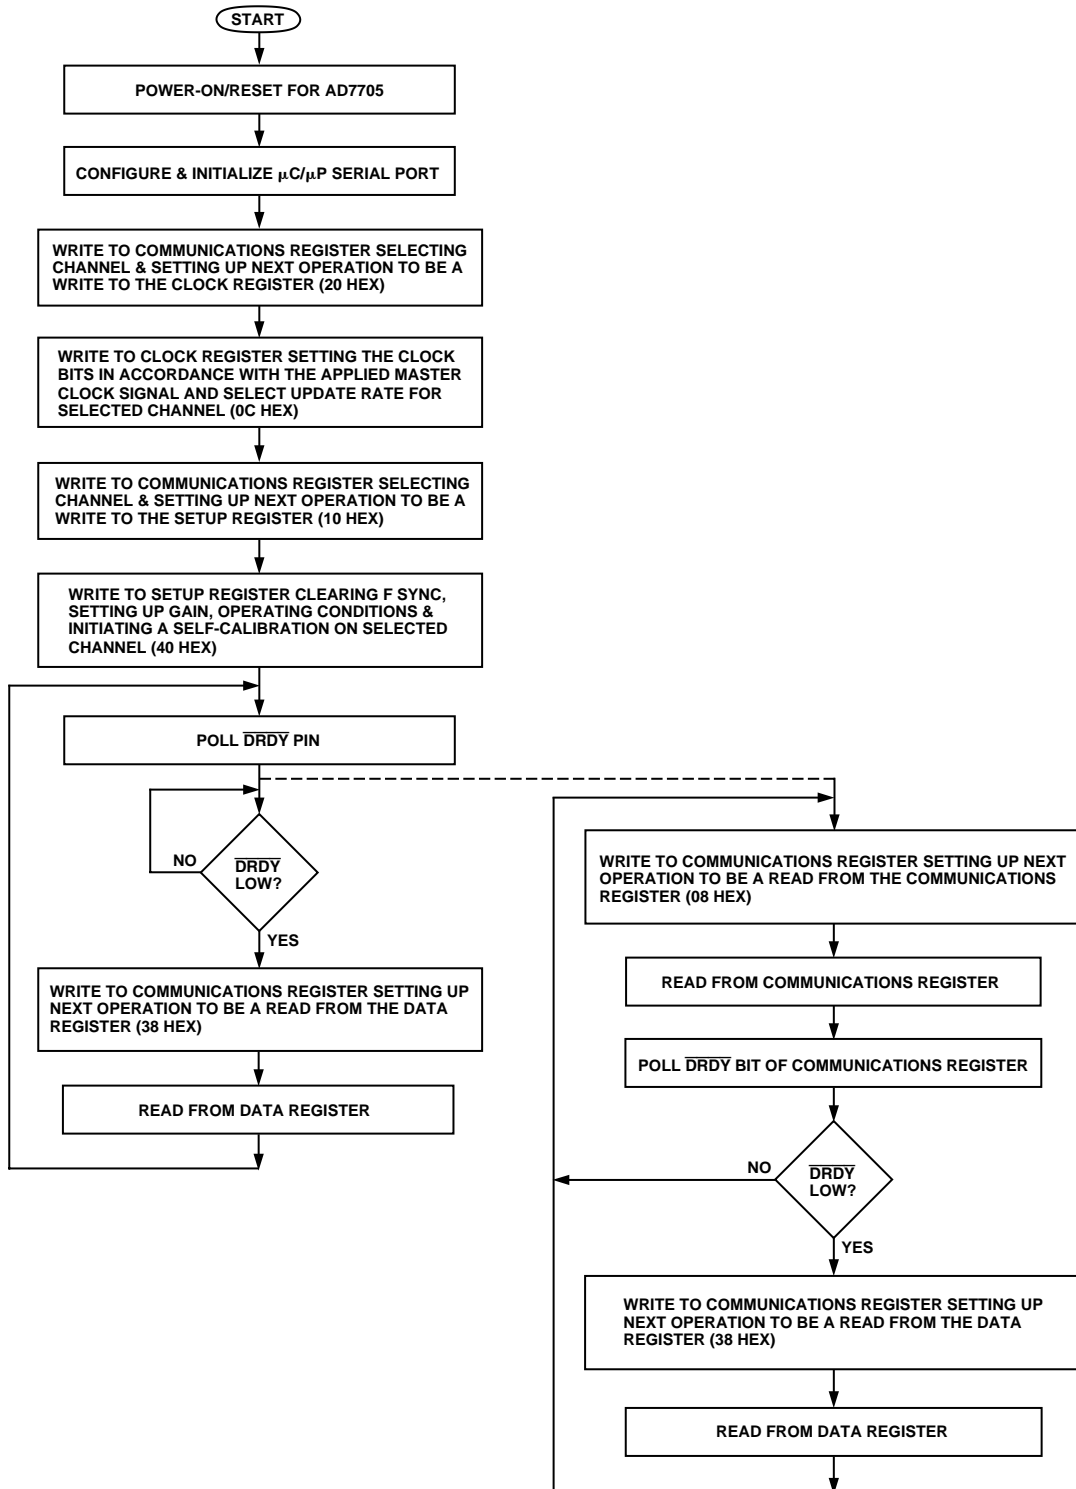 START
POWER-ON/RESET FOR AD7705
CONFIGURE & INITIALIZE μC/μP SERIAL PORT
WRITE TO COMMUNICATIONS REGISTER SELECTING
CHANNEL & SETTING UP NEXT OPERATION TO BE A
WRITE TO THE CLOCK REGISTER (20 HEX)
WRITE TO CLOCK REGISTER SETTING THE CLOCK
BITS IN ACCORDANCE WITH THE APPLIED MASTER
CLOCK SIGNAL AND SELECT UPDATE RATE FOR
SELECTED CHANNEL (0C HEX)
WRITE TO COMMUNICATIONS REGISTER SELECTING
CHANNEL & SETTING UP NEXT OPERATION TO BE A
WRITE TO THE SETUP REGISTER (10 HEX)
WRITE TO SETUP REGISTER CLEARING F SYNC,
SETTING UP GAIN, OPERATING CONDITIONS &
INITIATING A SELF-CALIBRATION ON SELECTED
CHANNEL (40 HEX)
POLL D̅R̅D̅Y̅ PIN
NO
D̅R̅D̅Y̅
LOW?
YES
WRITE TO COMMUNICATIONS REGISTER SETTING UP
NEXT OPERATION TO BE A READ FROM THE DATA
REGISTER (38 HEX)
READ FROM DATA REGISTER
WRITE TO COMMUNICATIONS REGISTER SETTING UP NEXT
OPERATION TO BE A READ FROM THE COMMUNICATIONS
REGISTER (08 HEX)
READ FROM COMMUNICATIONS REGISTER
POLL D̅R̅D̅Y̅ BIT OF COMMUNICATIONS REGISTER
NO
D̅R̅D̅Y̅
LOW?
YES
WRITE TO COMMUNICATIONS REGISTER SETTING UP
NEXT OPERATION TO BE A READ FROM THE DATA
REGISTER (38 HEX)
READ FROM DATA REGISTER